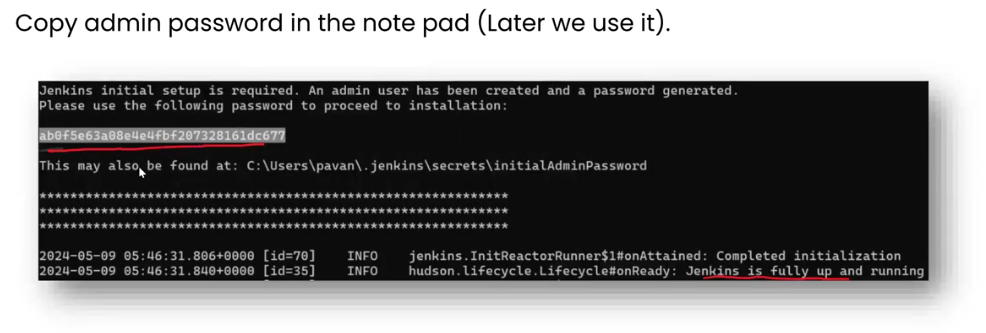 Copy admin password in the note pad (Later we use it).
Jenkins initial setup is required. An admin user has been created and a password generated.
Please use the following password to proceed to installation:
ab0f5e63a08e4e4fbf207328161dc677
This may also be found at: C:\Users\pavan\.jenkins\secrets\initialAdminPassword
*************************************************************
*************************************************************
*************************************************************
2024-05-09 05:46:31.806+0000 [id=70] INFO jenkins.InitReactorRunner$1#onAttained: Completed initialization
2024-05-09 05:46:31.840+0000 [id=35] INFO hudson.lifecycle.Lifecycle#onReady: Jenkins is fully up and running